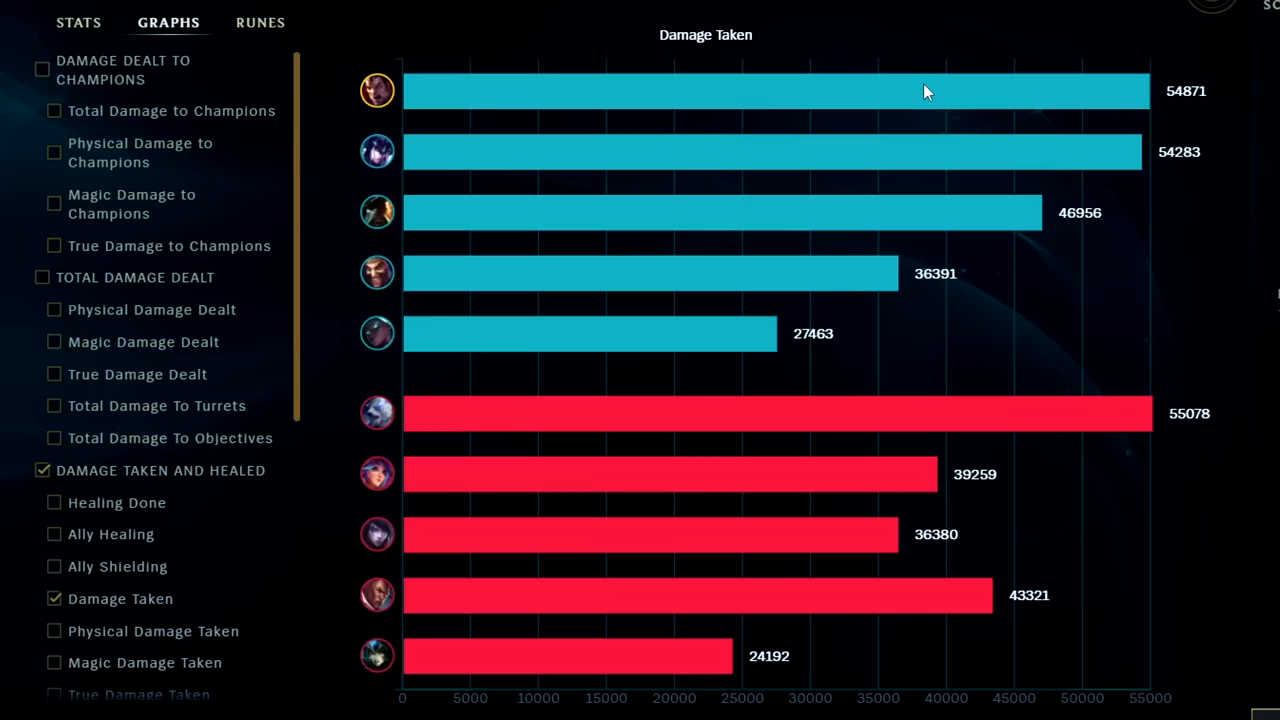 STATS GRAPHS RUNES
DAMAGE DEALT TO
CHAMPIONS
Total Damage to Champions
Physical Damage to
Champions
Magic Damage to
Champions
True Damage to Champions
TOTAL DAMAGE DEALT
Physical Damage Dealt
Magic Damage Dealt
True Damage Dealt
Total Damage To Turrets
Total Damage To Objectives
DAMAGE TAKEN AND HEALED
Healing Done
Ally Healing
Ally Shielding
Damage Taken
Physical Damage Taken
Magic Damage Taken
True Damage Taken
Damage Taken
54871
54283
46956
36391
27463
55078
39259
36380
43321
24192
0 5000 10000 15000 20000 25000 30000 35000 40000 45000 50000 55000